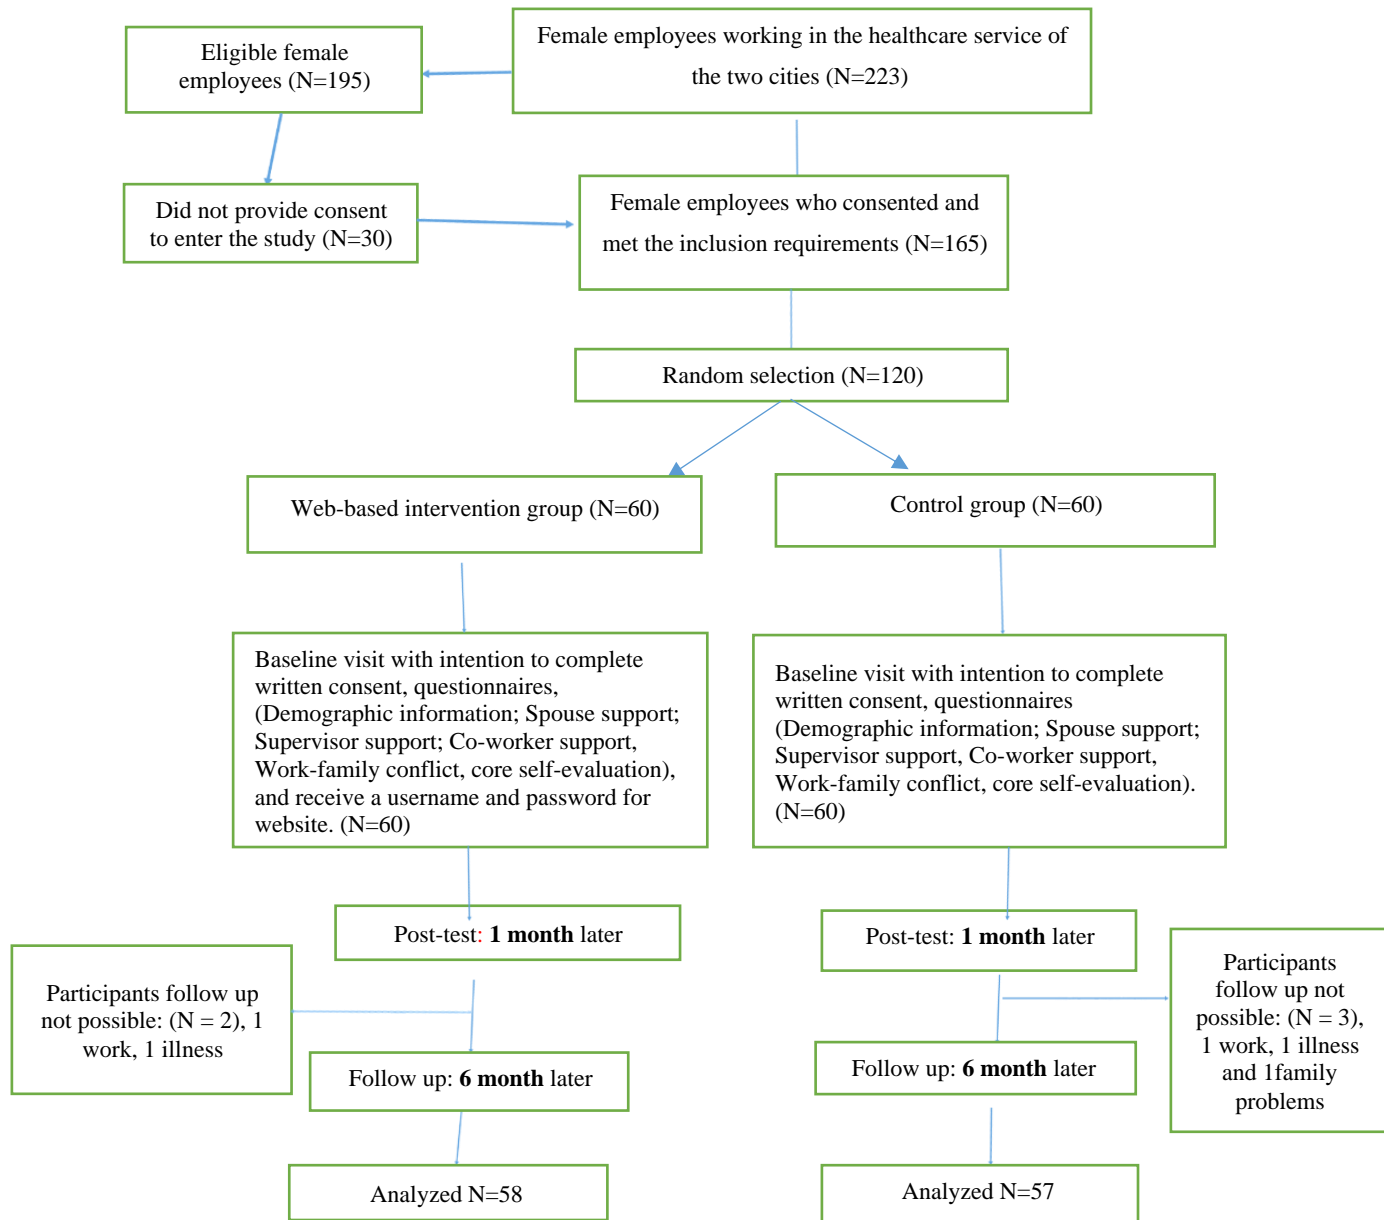 Eligible female
employees (N=195)
Female employees working in the healthcare service of
the two cities (N=223)
Did not provide consent
to enter the study (N=30)
Female employees who consented and
met the inclusion requirements (N=165)
Random selection (N=120)
Web-based intervention group (N=60)
Control group (N=60)
Baseline visit with intention to complete
written consent, questionnaires,
(Demographic information; Spouse support;
Supervisor support; Co-worker support,
Work-family conflict, core self-evaluation),
and receive a username and password for
website. (N=60)
Baseline visit with intention to complete
written consent, questionnaires
(Demographic information; Spouse support;
Supervisor support, Co-worker support,
Work-family conflict, core self-evaluation).
(N=60)
Post-test: 1 month later
Post-test: 1 month later
Participants follow up
not possible: (N = 2), 1
work, 1 illness
Participants
follow up not
possible: (N = 3),
1 work, 1 illness
and 1family
problems
Follow up: 6 month later
Follow up: 6 month later
Analyzed N=58
Analyzed N=57